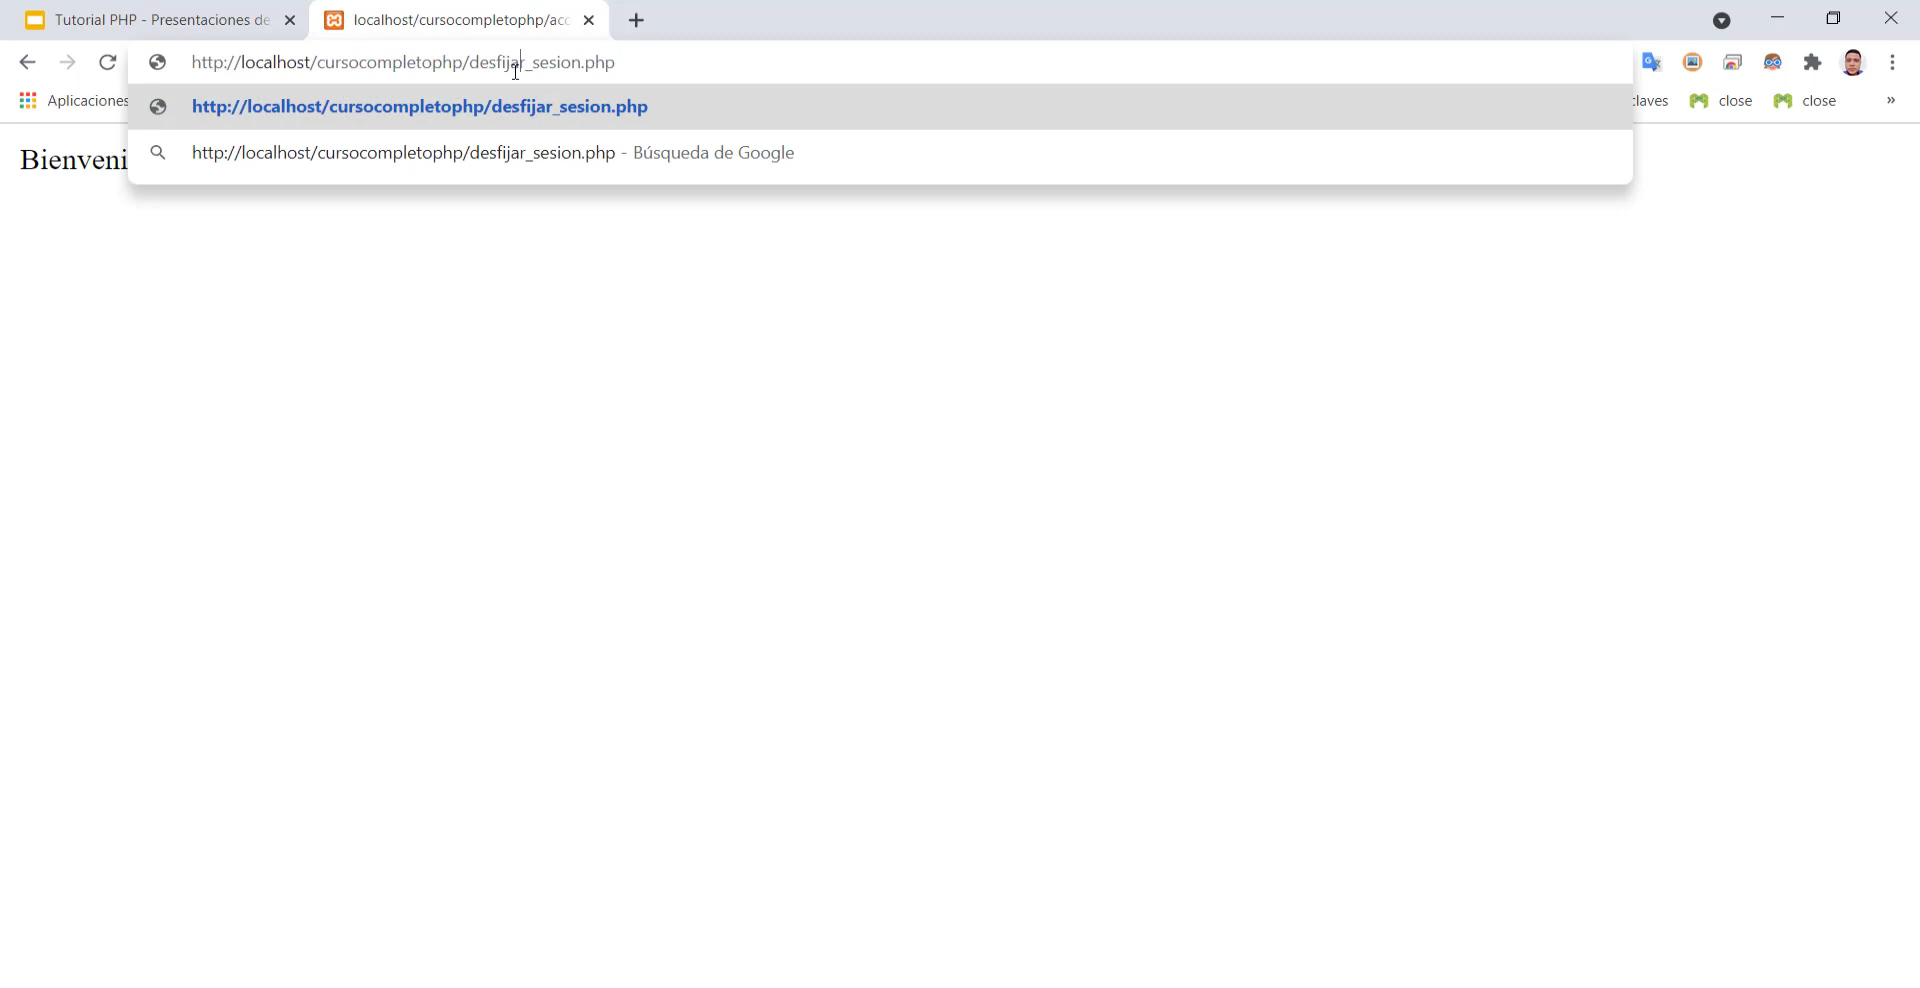 Tutorial PHP - Presentaciones de
localhost/cursocompletophp/acc
http://localhost/cursocompletophp/desfijar_sesion.php
Aplicaciones
http://localhost/cursocompletophp/desfijar_sesion.php
claves
close
close
»
http://localhost/cursocompletophp/desfijar_sesion.php - Búsqueda de Google
Bienveni